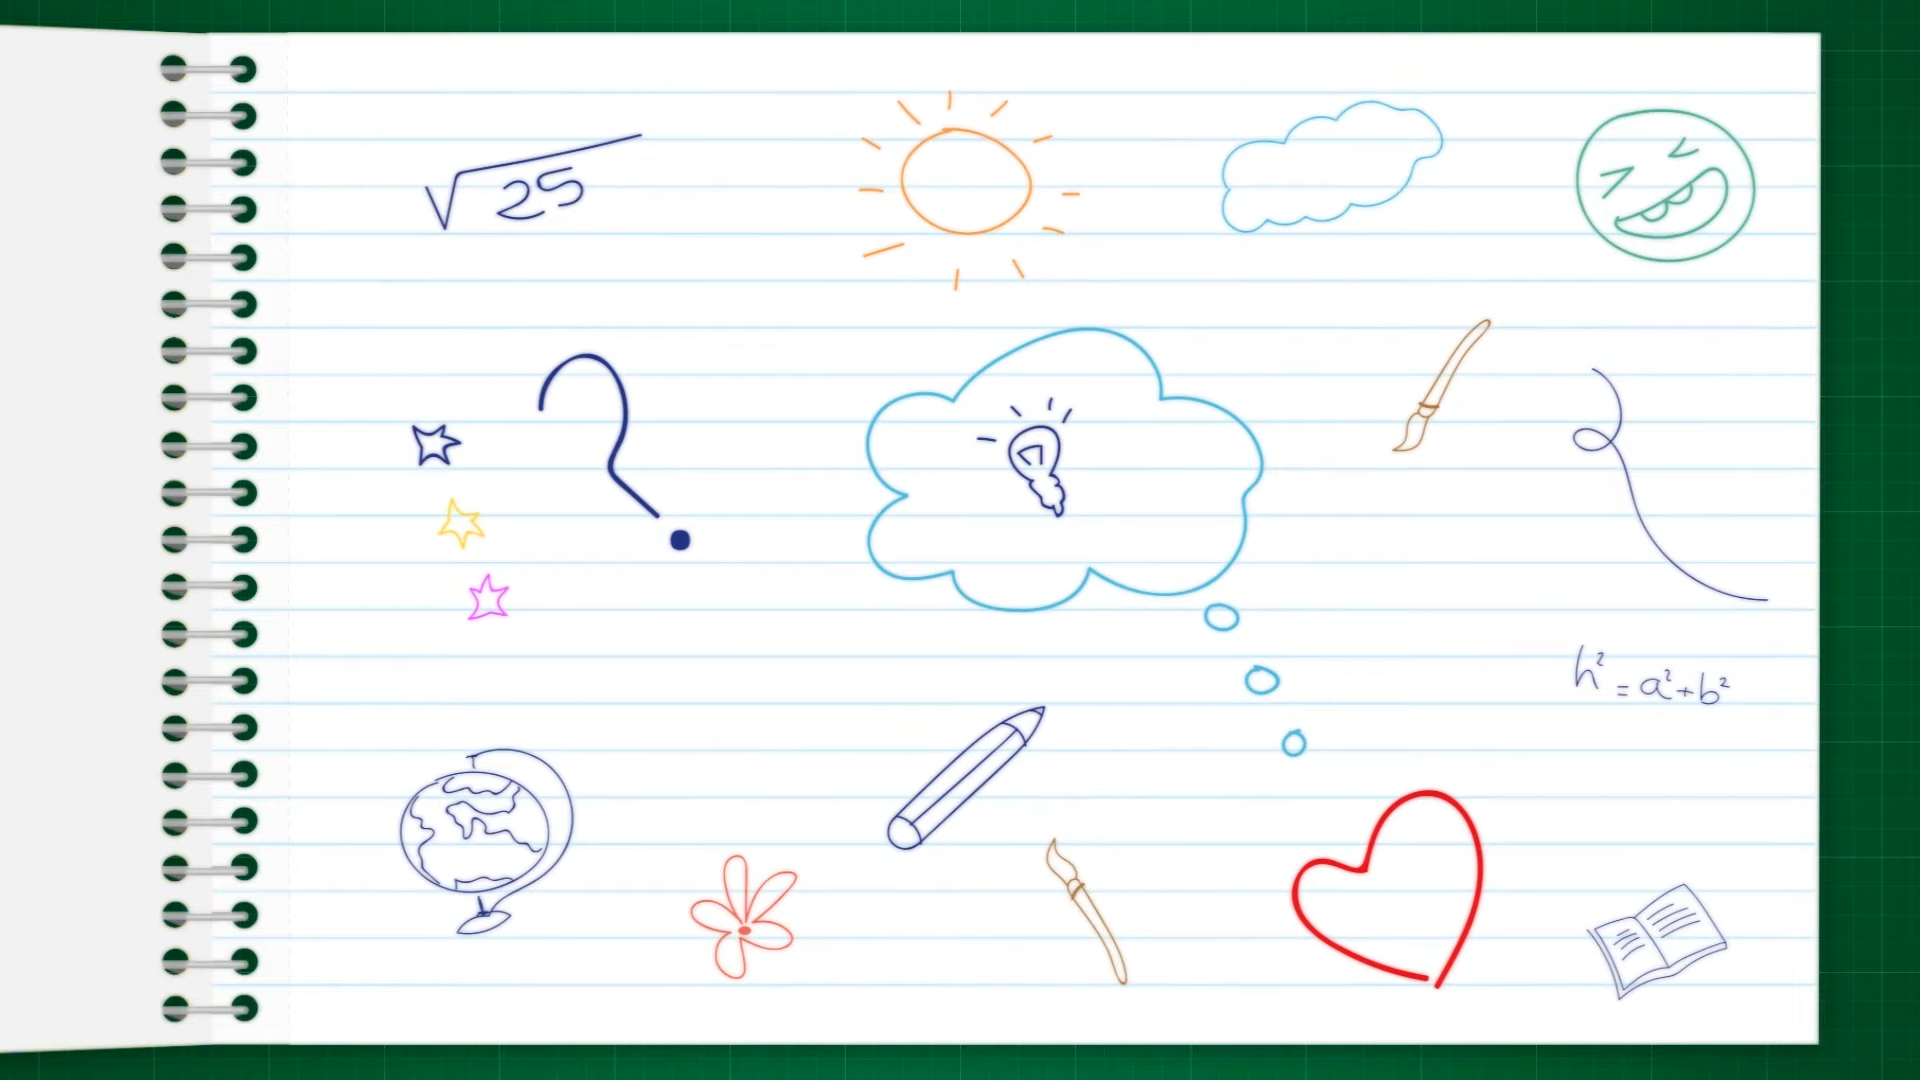 √25
?
h² = a² + b²